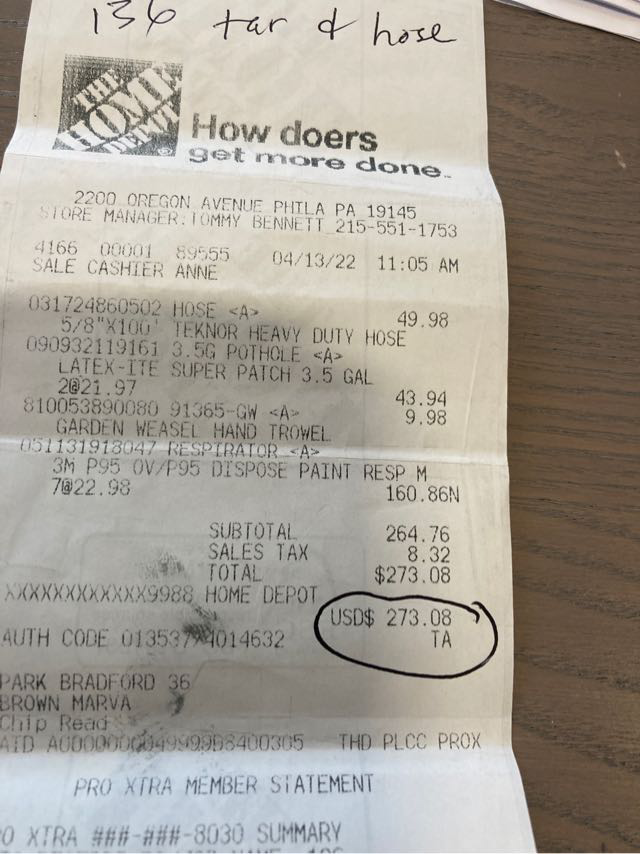 136 tar & hose
THE
HOME
DEPOT
How doers
get more done.
2200 OREGON AVENUE PHILA PA 19145
STORE MANAGER:TOMMY BENNETT 215-551-1753
4166 00001 89555 04/13/22 11:05 AM
SALE CASHIER ANNE
031724860502 HOSE <A> 49.98
5/8"X100' TEKNOR HEAVY DUTY HOSE
090932119161 3.5G POTHOLE <A>
LATEX-ITE SUPER PATCH 3.5 GAL
2@21.97 43.94
810053890080 91365-GW <A> 9.98
GARDEN WEASEL HAND TROWEL
051131918047 RESPIRATOR <A>
3M P95 OV/P95 DISPOSE PAINT RESP M
7@22.98 160.86N
SUBTOTAL 264.76
SALES TAX 8.32
TOTAL $273.08
XXXXXXXXXXXX9988 HOME DEPOT
USD$ 273.08
AUTH CODE 013537/4014632 TA
PARK BRADFORD 36
BROWN MARVA
Chip Read
AID A0000000049999D8400305 THD PLCC PROX
PRO XTRA MEMBER STATEMENT
O XTRA ###-###-8030 SUMMARY